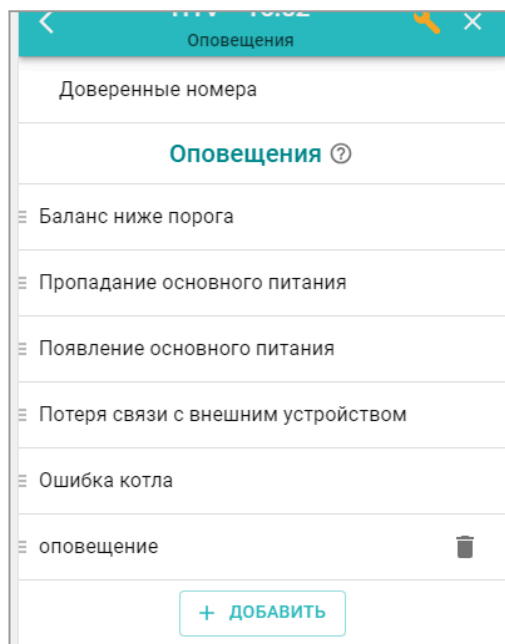 Оповещения
Доверенные номера
Оповещения
Баланс ниже порога
Пропадание основного питания
Появление основного питания
Потеря связи с внешним устройством
Ошибка котла
оповещение
+ ДОБАВИТЬ